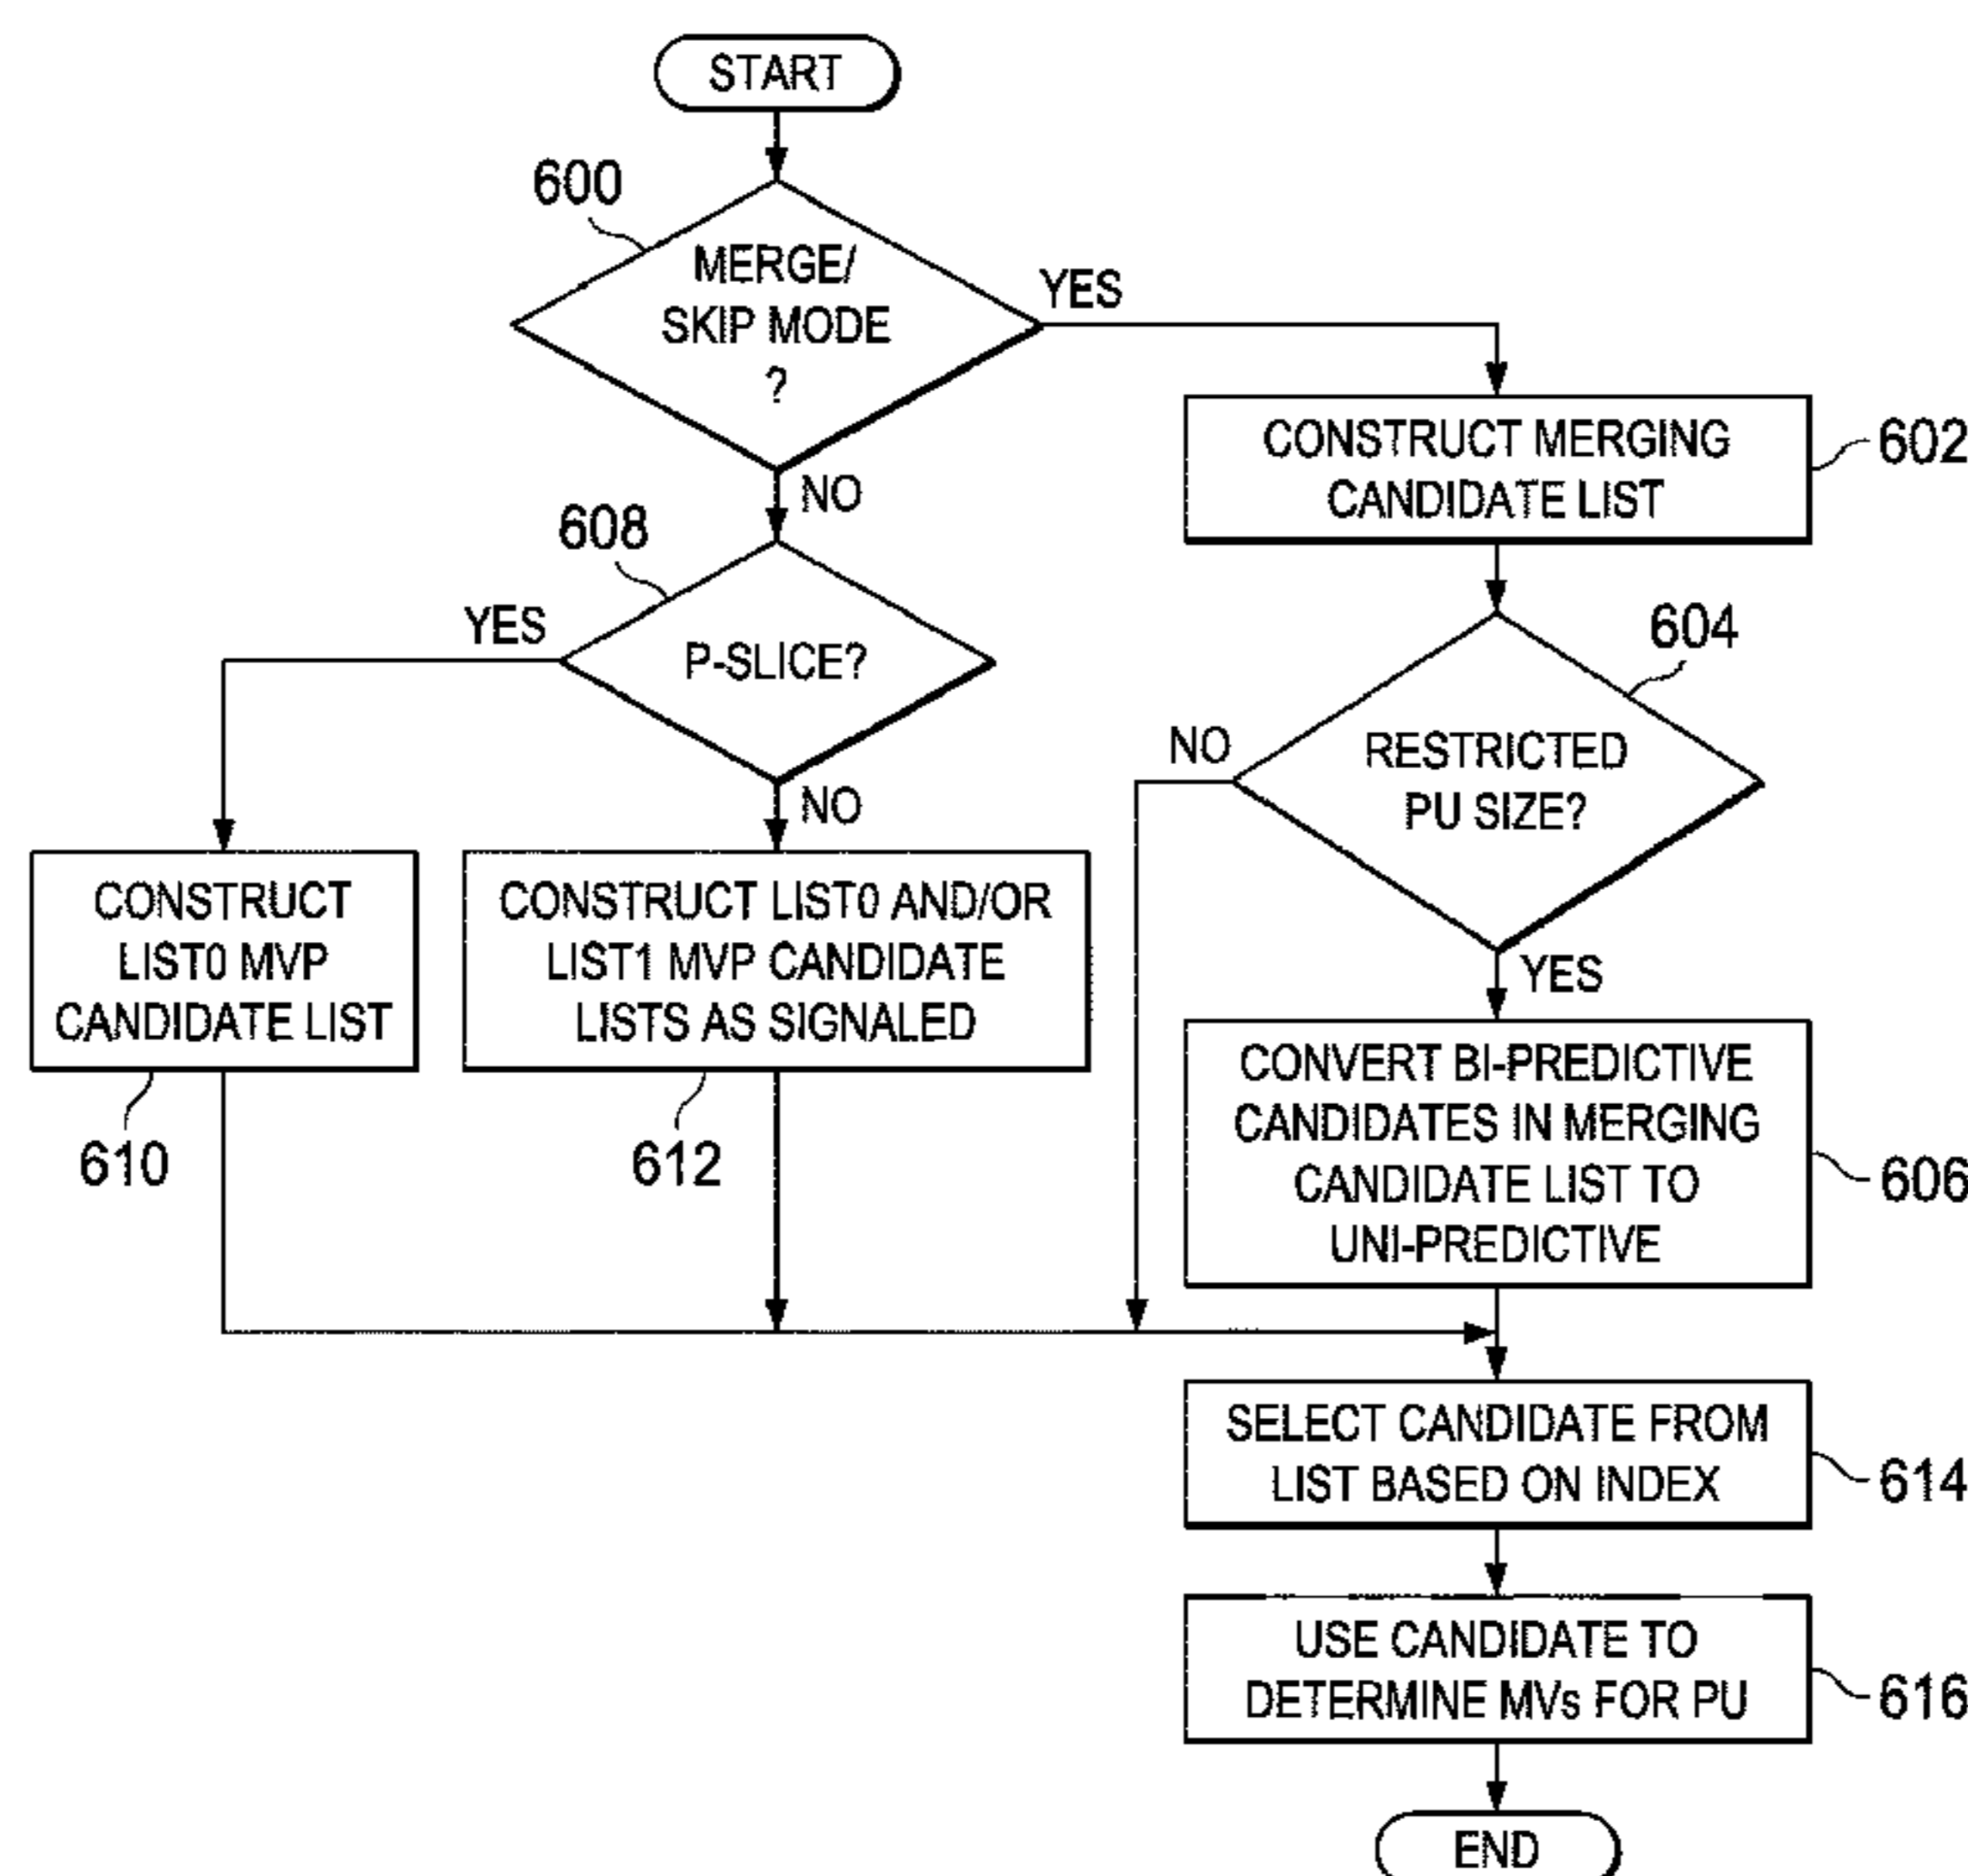 START
600
MERGE/
SKIP MODE
?
YES
NO
CONSTRUCT MERGING
CANDIDATE LIST
602
608
P-SLICE?
YES
NO
604
RESTRICTED
PU SIZE?
NO
YES
CONSTRUCT
LIST0 MVP
CANDIDATE LIST
610
CONSTRUCT LIST0 AND/OR
LIST1 MVP CANDIDATE
LISTS AS SIGNALED
612
CONVERT BI-PREDICTIVE
CANDIDATES IN MERGING
CANDIDATE LIST TO
UNI-PREDICTIVE
606
SELECT CANDIDATE FROM
LIST BASED ON INDEX
614
USE CANDIDATE TO
DETERMINE MVs FOR PU
616
END